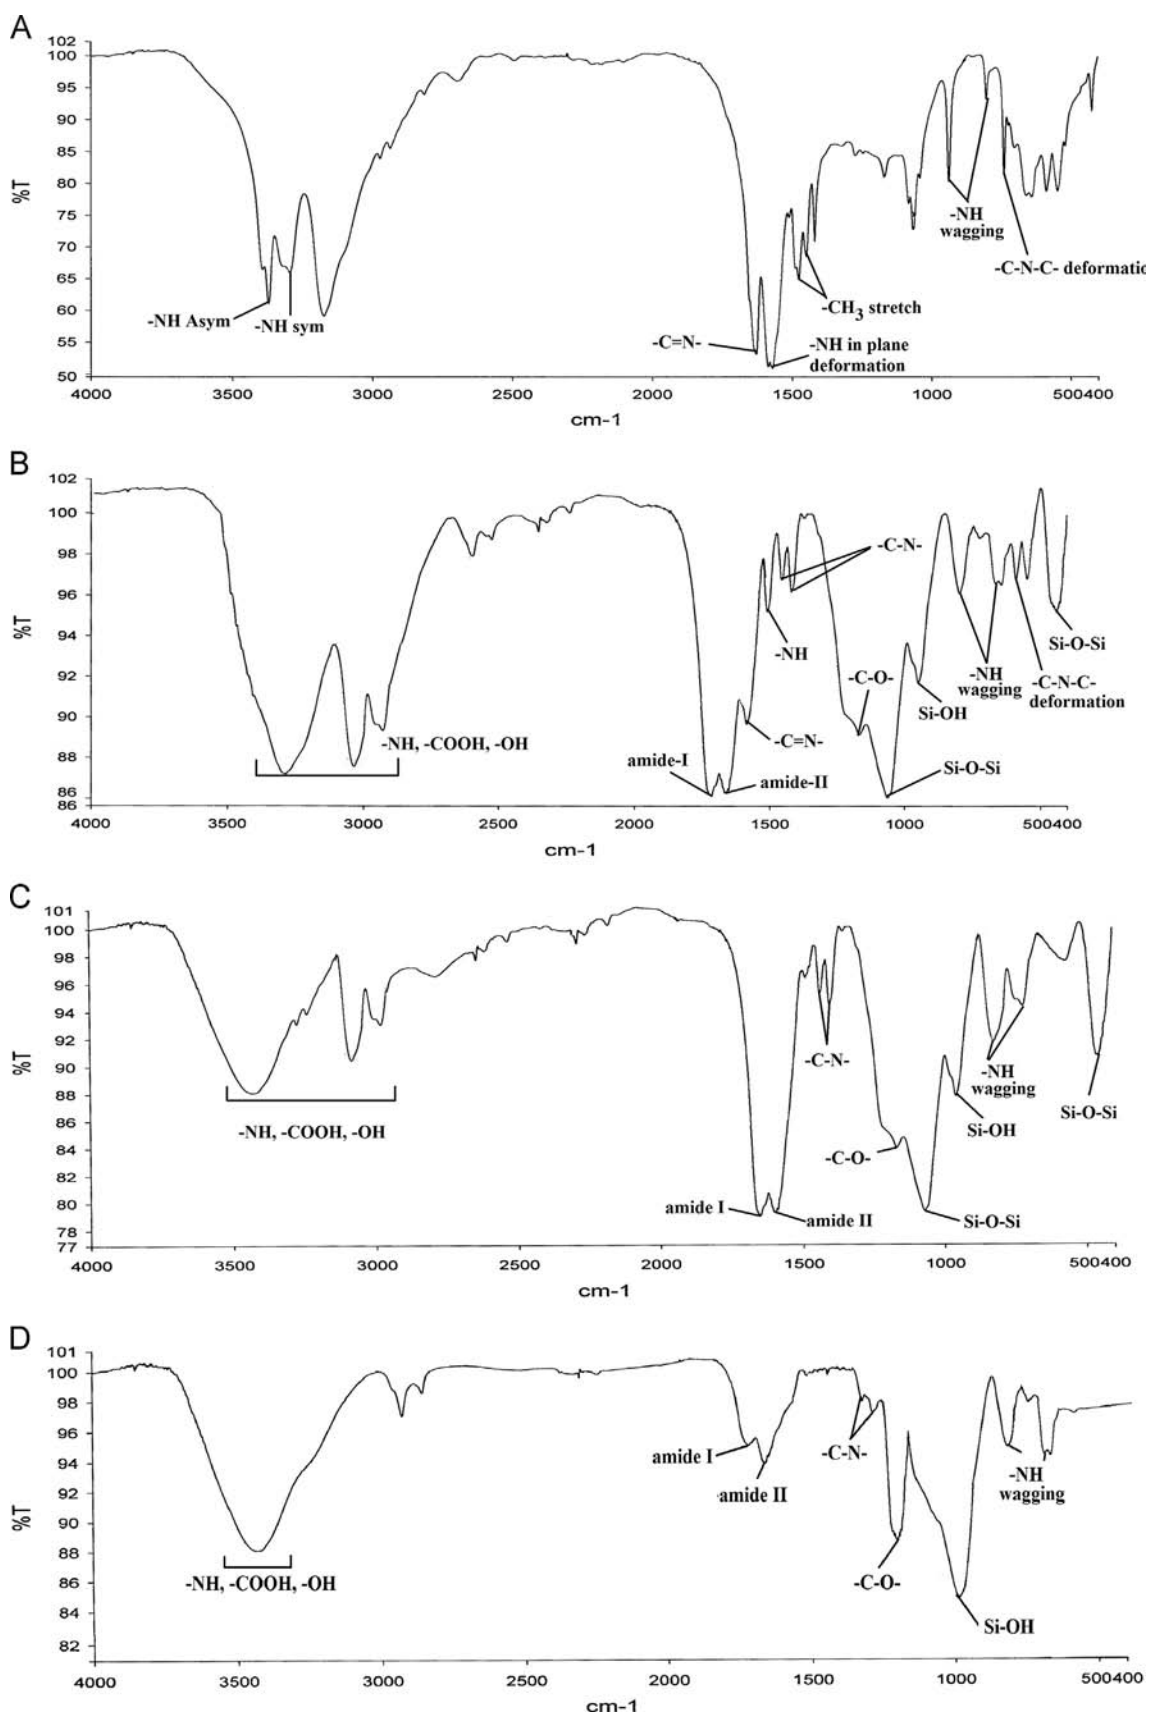 A
102
100
95
90
85
80
75
70
65
60
55
50
%T
-NH Asym
-NH sym
-C=N-
-NH in plane
deformation
-CH3 stretch
-NH
wagging
-C-N-C- deformatio
4000 3500 3000 2000 1500 1000 500400
cm-1
B
102
100
98
96
94
92
90
88
86
86
%T
-NH, -COOH, -OH
amide-I
amide-II
-C=N-
-NH
-C-N-
-C-O-
Si-OH
Si-O-Si
-NH
wagging
-C-N-C-
deformation
Si-O-Si
4000 3500 3000 2500 2000 1500 1000 500400
cm-1
C
101
100
98
96
94
92
90
88
86
84
82
80
78
77
%T
-NH, -COOH, -OH
amide I
amide II
-C-N-
-C-O-
Si-OH
Si-O-Si
-NH
wagging
Si-O-Si
4000 3500 3000 2000 1500 1000 500400
cm-1
D
101
100
98
96
94
92
90
88
86
84
82
%T
-NH, -COOH, -OH
amide I
amide II
-C-N-
-C-O-
Si-OH
-NH
wagging
4000 3500 3000 2500 2000 1500 1000 500400
cm-1